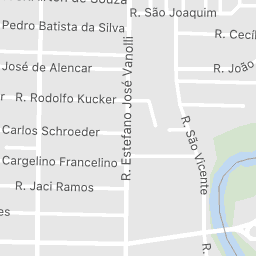 R. São Joaquim
Pedro Batista da Silva
R. Cecíl
José de Alencar
R. João
R. Rodolfo Kucker
R. Estefano José Vanolli
Carlos Schroeder
R. São Vicente
Cargelino Francelino
R. Jaci Ramos
es
R.